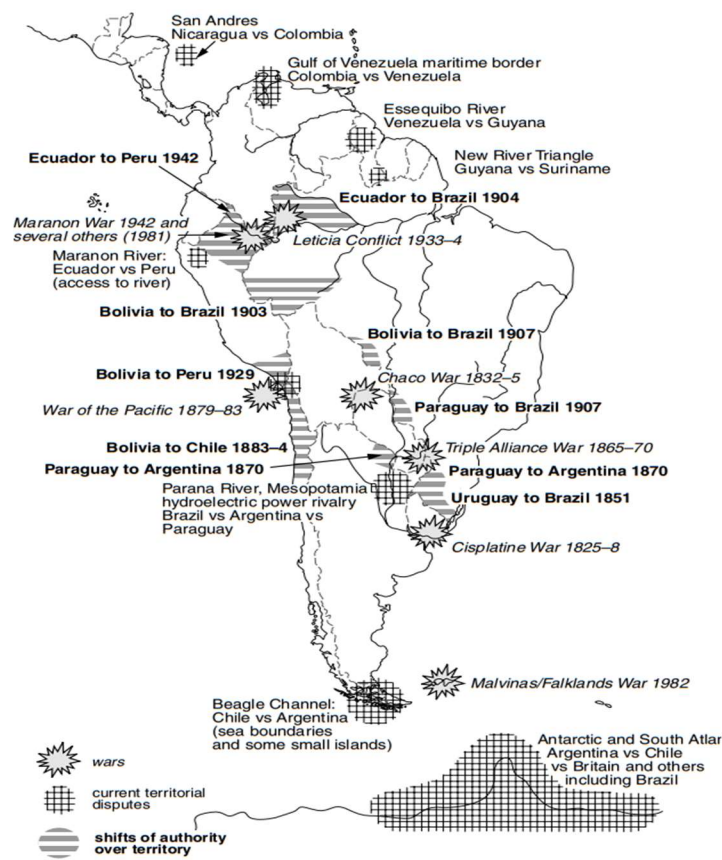 San Andres
Nicaragua vs Colombia
Gulf of Venezuela maritime border
Colombia vs Venezuela
Essequibo River
Venezuela vs Guyana
New River Triangle
Guyana vs Suriname
Ecuador to Peru 1942
Ecuador to Brazil 1904
Maranon War 1942 and
several others (1981)
Leticia Conflict 1933–4
Maranon River:
Ecuador vs Peru
(access to river)
Bolivia to Brazil 1903
Bolivia to Brazil 1907
Bolivia to Peru 1929
Chaco War 1832–5
War of the Pacific 1879–83
Paraguay to Brazil 1907
Bolivia to Chile 1883–4
Triple Alliance War 1865–70
Paraguay to Argentina 1870
Paraguay to Argentina 1870
Parana River, Mesopotamia
hydroelectric power rivalry
Brazil vs Argentina vs
Paraguay
Uruguay to Brazil 1851
Cisplatine War 1825–8
Malvinas/Falklands War 1982
Beagle Channel:
Chile vs Argentina
(sea boundaries
and some small islands)
Antarctic and South Atlan
Argentina vs Chile
vs Britain and others
including Brazil
wars
current territorial
disputes
shifts of authority
over territory